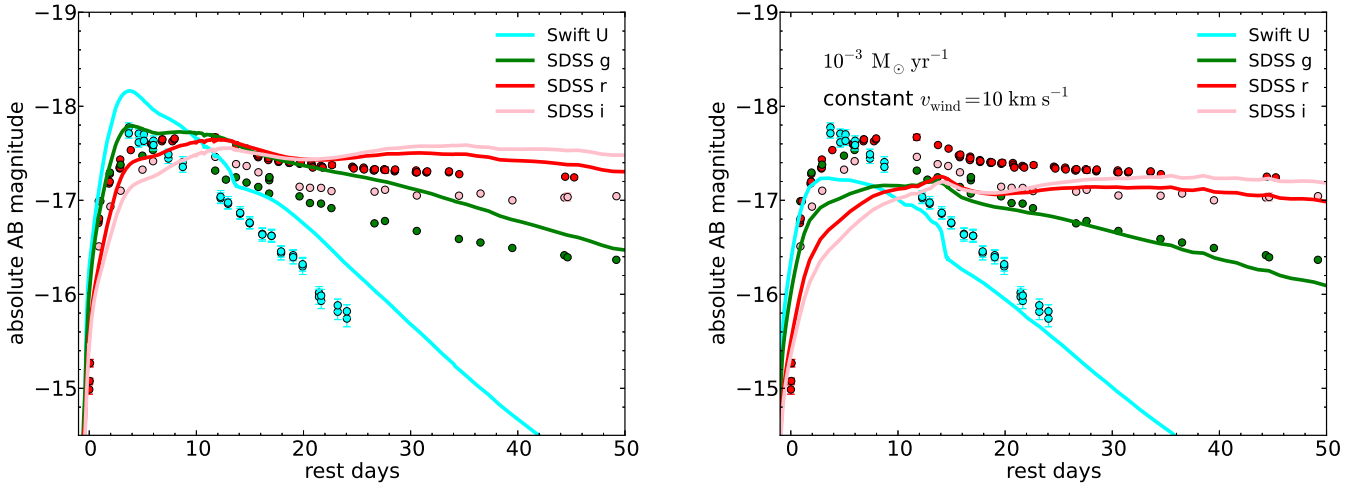 −19
−18
−17
−16
−15
0
10
20
30
40
50
absolute AB magnitude
rest days
Swift U
SDSS g
SDSS r
SDSS i
−19
−18
−17
−16
−15
0
10
20
30
40
50
absolute AB magnitude
rest days
10⁻³ M⊙ yr⁻¹
constant v_wind=10 km s⁻¹
Swift U
SDSS g
SDSS r
SDSS i